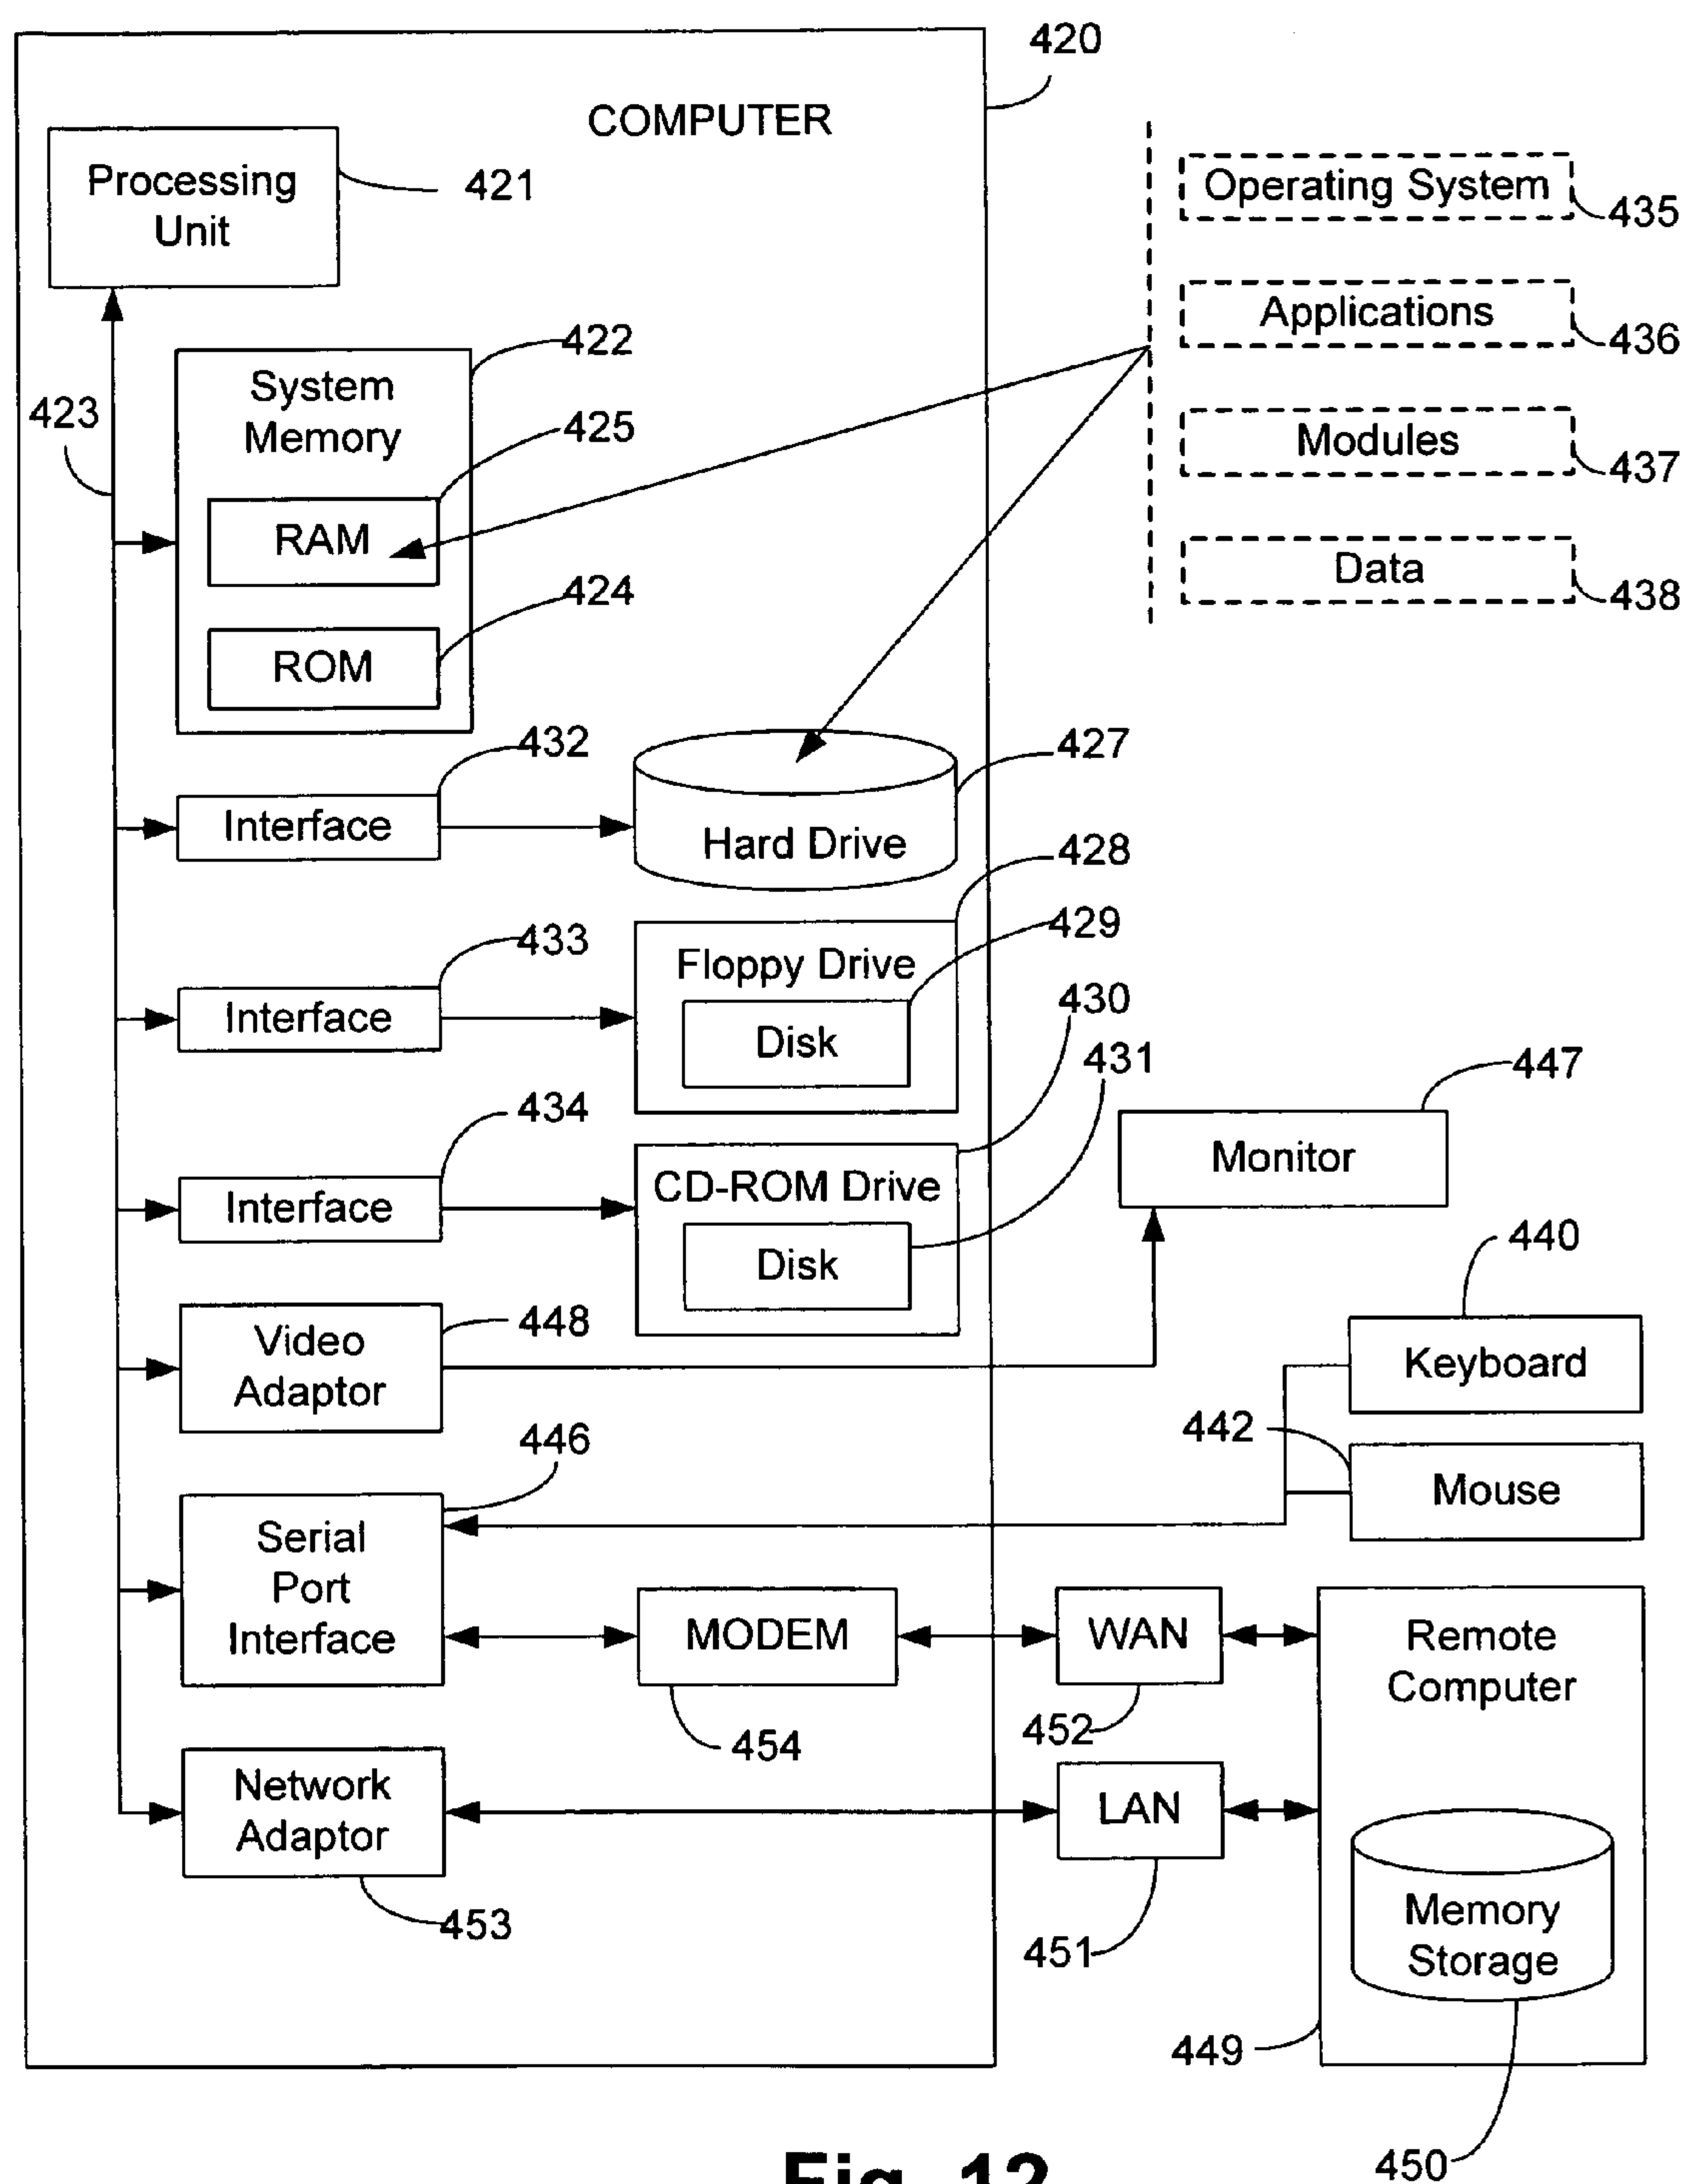 420
COMPUTER
Processing
Unit
421
Operating System
435
Applications
436
Modules
437
Data
438
422
System
Memory
423
425
RAM
424
ROM
432
Interface
427
Hard Drive
428
433
Interface
429
Floppy Drive
Disk
430
431
434
Interface
CD-ROM Drive
Disk
447
Monitor
440
Keyboard
448
Video
Adaptor
442
Mouse
446
Serial
Port
Interface
MODEM
454
WAN
452
Remote
Computer
Network
Adaptor
453
LAN
451
Memory
Storage
449
450
Fig. 12